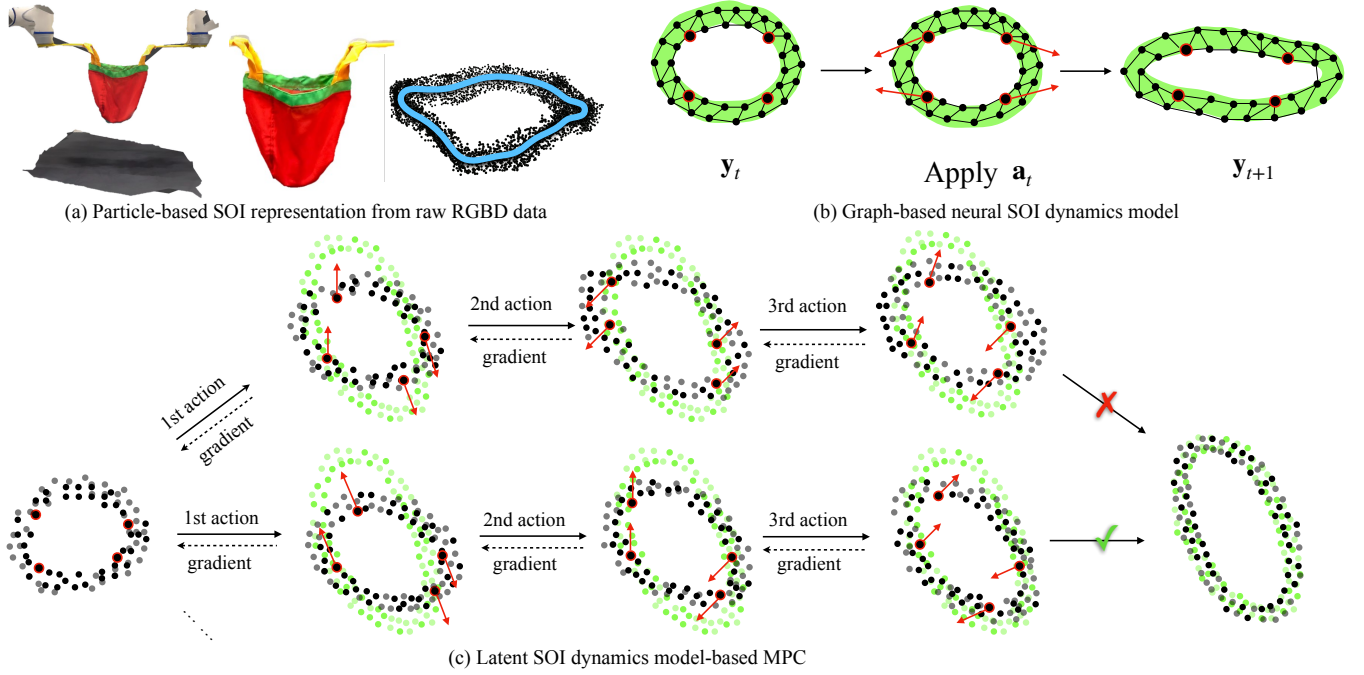 y_t
Apply a_t
y_{t+1}
(a) Particle-based SOI representation from raw RGBD data
(b) Graph-based neural SOI dynamics model
1st action
gradient
2nd action
gradient
3rd action
gradient
1st action
gradient
2nd action
gradient
3rd action
gradient
(c) Latent SOI dynamics model-based MPC